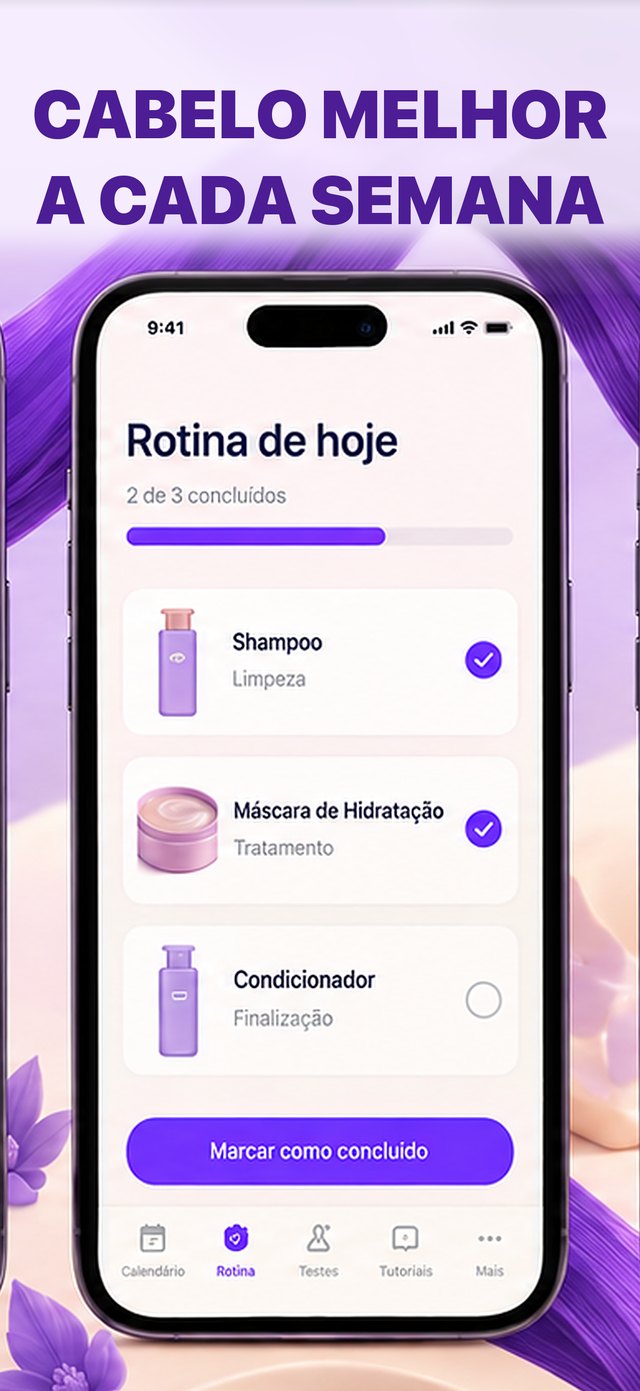 CABELO MELHOR
A CADA SEMANA
9:41
Rotina de hoje
2 de 3 concluídos
Shampoo
Limpeza
Máscara de Hidratação
Tratamento
Condicionador
Finalização
Marcar como concluido
Calendário
Rotina
Testes
Tutoriais
Mais